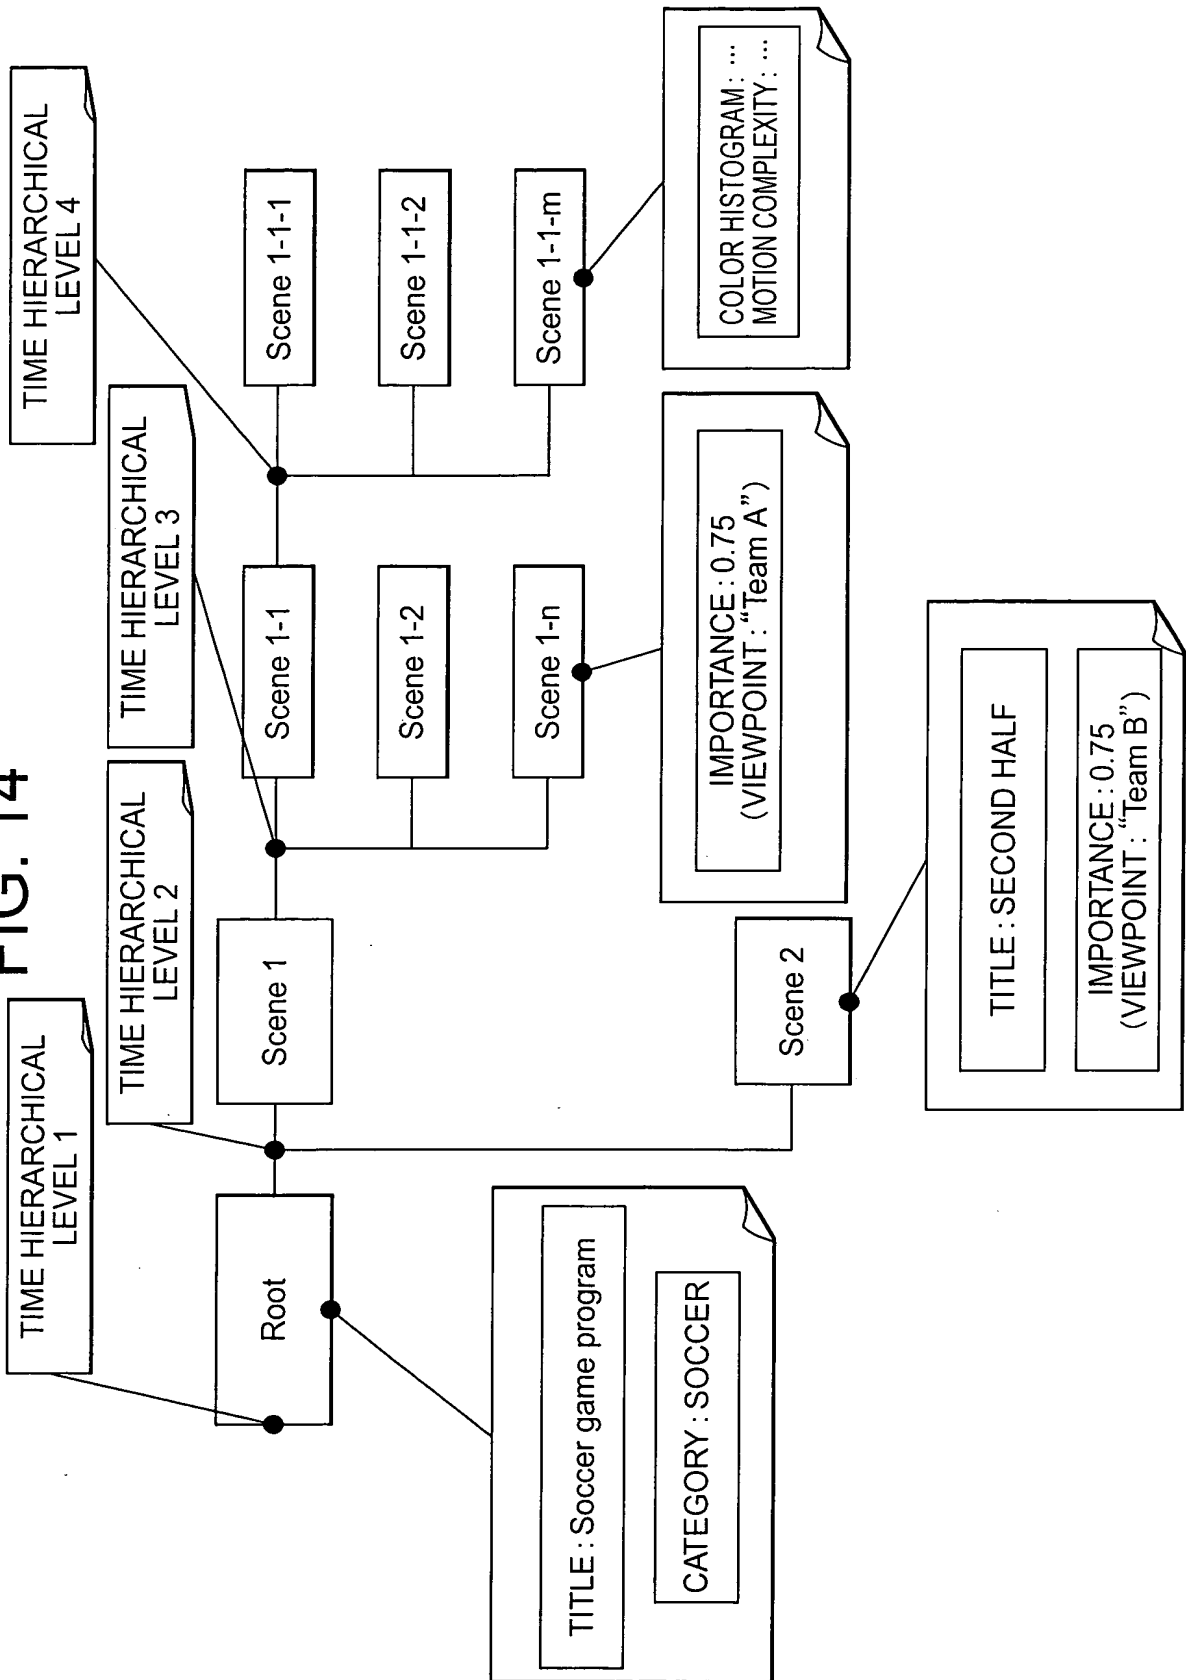 FIG. 14
TIME HIERARCHICAL
LEVEL 1
TIME HIERARCHICAL
LEVEL 2
TIME HIERARCHICAL
LEVEL 3
TIME HIERARCHICAL
LEVEL 4
Root
Scene 1
Scene 1-1
Scene 1-1-1
Scene 1-2
Scene 1-1-2
Scene 1-n
Scene 1-1-m
TITLE : Soccer game program
CATEGORY : SOCCER
Scene 2
IMPORTANCE : 0.75
(VIEWPOINT : “Team A”)
COLOR HISTOGRAM : ...
MOTION COMPLEXITY : ...
TITLE : SECOND HALF
IMPORTANCE : 0.75
(VIEWPOINT : “Team B”)